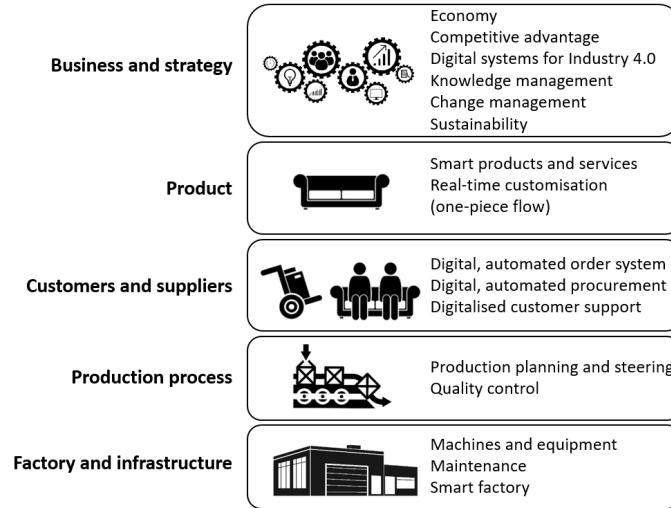 Business and strategy
Economy
Competitive advantage
Digital systems for Industry 4.0
Knowledge management
Change management
Sustainability
Product
Smart products and services
Real-time customisation
(one-piece flow)
Customers and suppliers
Digital, automated order system
Digital, automated procurement
Digitalised customer support
Production process
Production planning and steering
Quality control
Factory and infrastructure
Machines and equipment
Maintenance
Smart factory